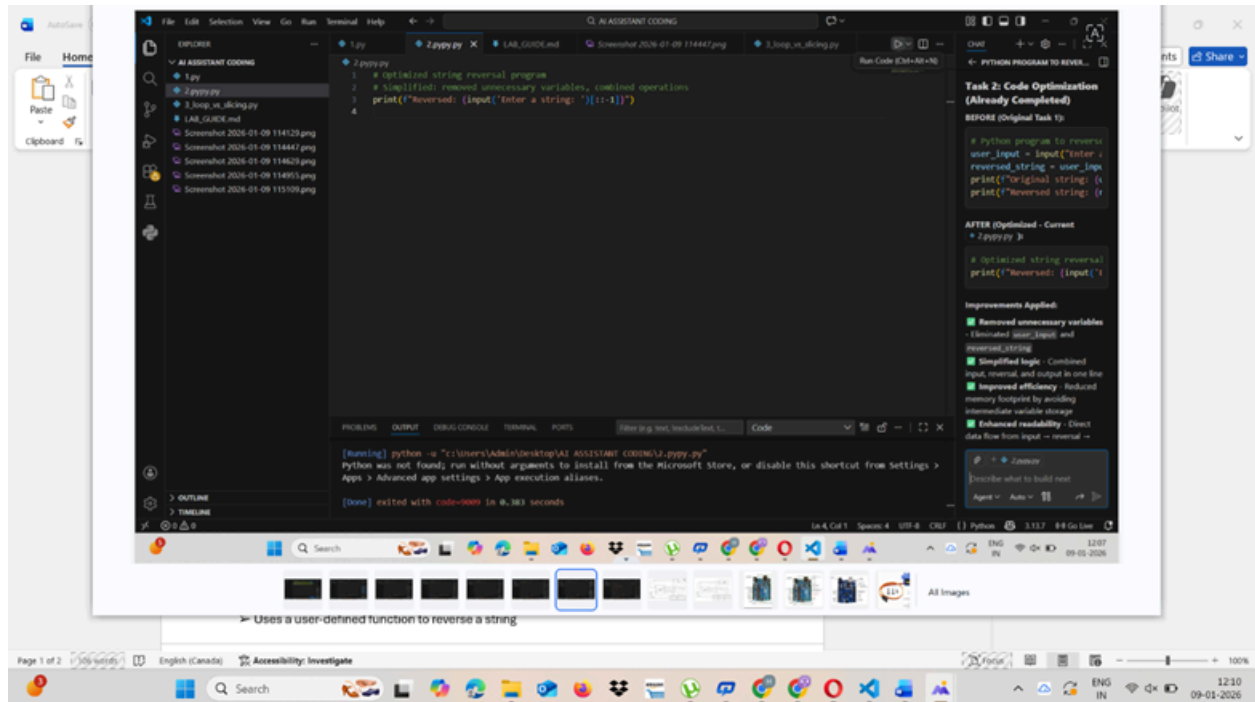 AutoSave
File Edit Selection View Go Run Terminal Help
AI ASSISTANT CODING
File Home
Share
Paste
Clipboard
EXPLORER
AI ASSISTANT CODING
1.py
2.pypy.py
3_loop_vs_slicing.py
LAB_GUIDE.md
Screenshot 2026-01-09 114129.png
Screenshot 2026-01-09 114447.png
Screenshot 2026-01-09 114629.png
Screenshot 2026-01-09 114955.png
Screenshot 2026-01-09 115109.png
OUTLINE
TIMELINE
1.py 2.pypy.py LAB_GUIDE.md Screenshot 2026-01-09 114447.png 3_loop_vs_slicing.py
Run Code (Ctrl+Alt+N)
2.pypy.py
1 # Optimized string reversal program
2 # Simplified: removed unnecessary variables, combined operations
3 print(f"Reversed: {input('Enter a string: ')[::-1]}")
4
PROBLEMS OUTPUT DEBUG CONSOLE TERMINAL PORTS
Code
[Running] python -u "c:\Users\Admin\Desktop\AI ASSISTANT CODING\2.pypy.py"
Python was not found; run without arguments to install from the Microsoft Store, or disable this shortcut from Settings >
Apps > Advanced app settings > App execution aliases.
[Done] exited with code=9009 in 0.383 seconds
CHAT
PYTHON PROGRAM TO REVER...
Task 2: Code Optimization
(Already Completed)
BEFORE (Original Task 1):
# Python program to reverse
user_input = input("Enter
reversed_string = user_inpu
print(f"Original string: {u
print(f"Reversed string: {r
AFTER (Optimized - Current
2.pypy.py ):
# Optimized string reversal
print(f"Reversed: {input('E
Improvements Applied:
✅ Removed unnecessary variables
- Eliminated user_input and
reversed_string
✅ Simplified logic - Combined
input, reversal, and output in one line
✅ Improved efficiency - Reduced
memory footprint by avoiding
intermediate variable storage
✅ Enhanced readability - Direct
data flow from input → reversal →
2.pypy.py
Describe what to build next
Agent Auto
Ln 4, Col 1 Spaces: 4 UTF-8 CRLF {} Python 3.13.7 Go Live
Search
ENG
IN
12:07
09-01-2026
All Images
➢ Uses a user-defined function to reverse a string
Page 1 of 2 306 words English (Canada) Accessibility: Investigate Focus 100%
Search
ENG
IN
12:10
09-01-2026